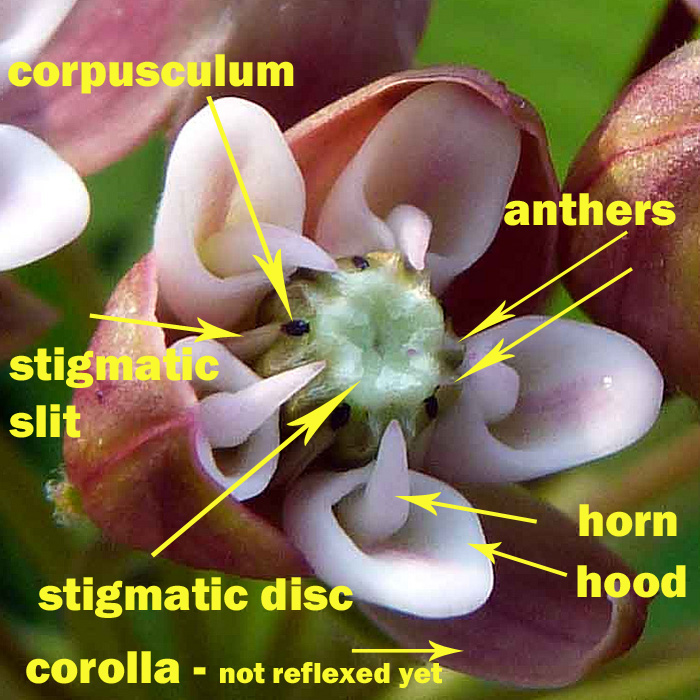 corpusculum
anthers
stigmatic
slit
horn
hood
stigmatic disc
corolla - not reflexed yet